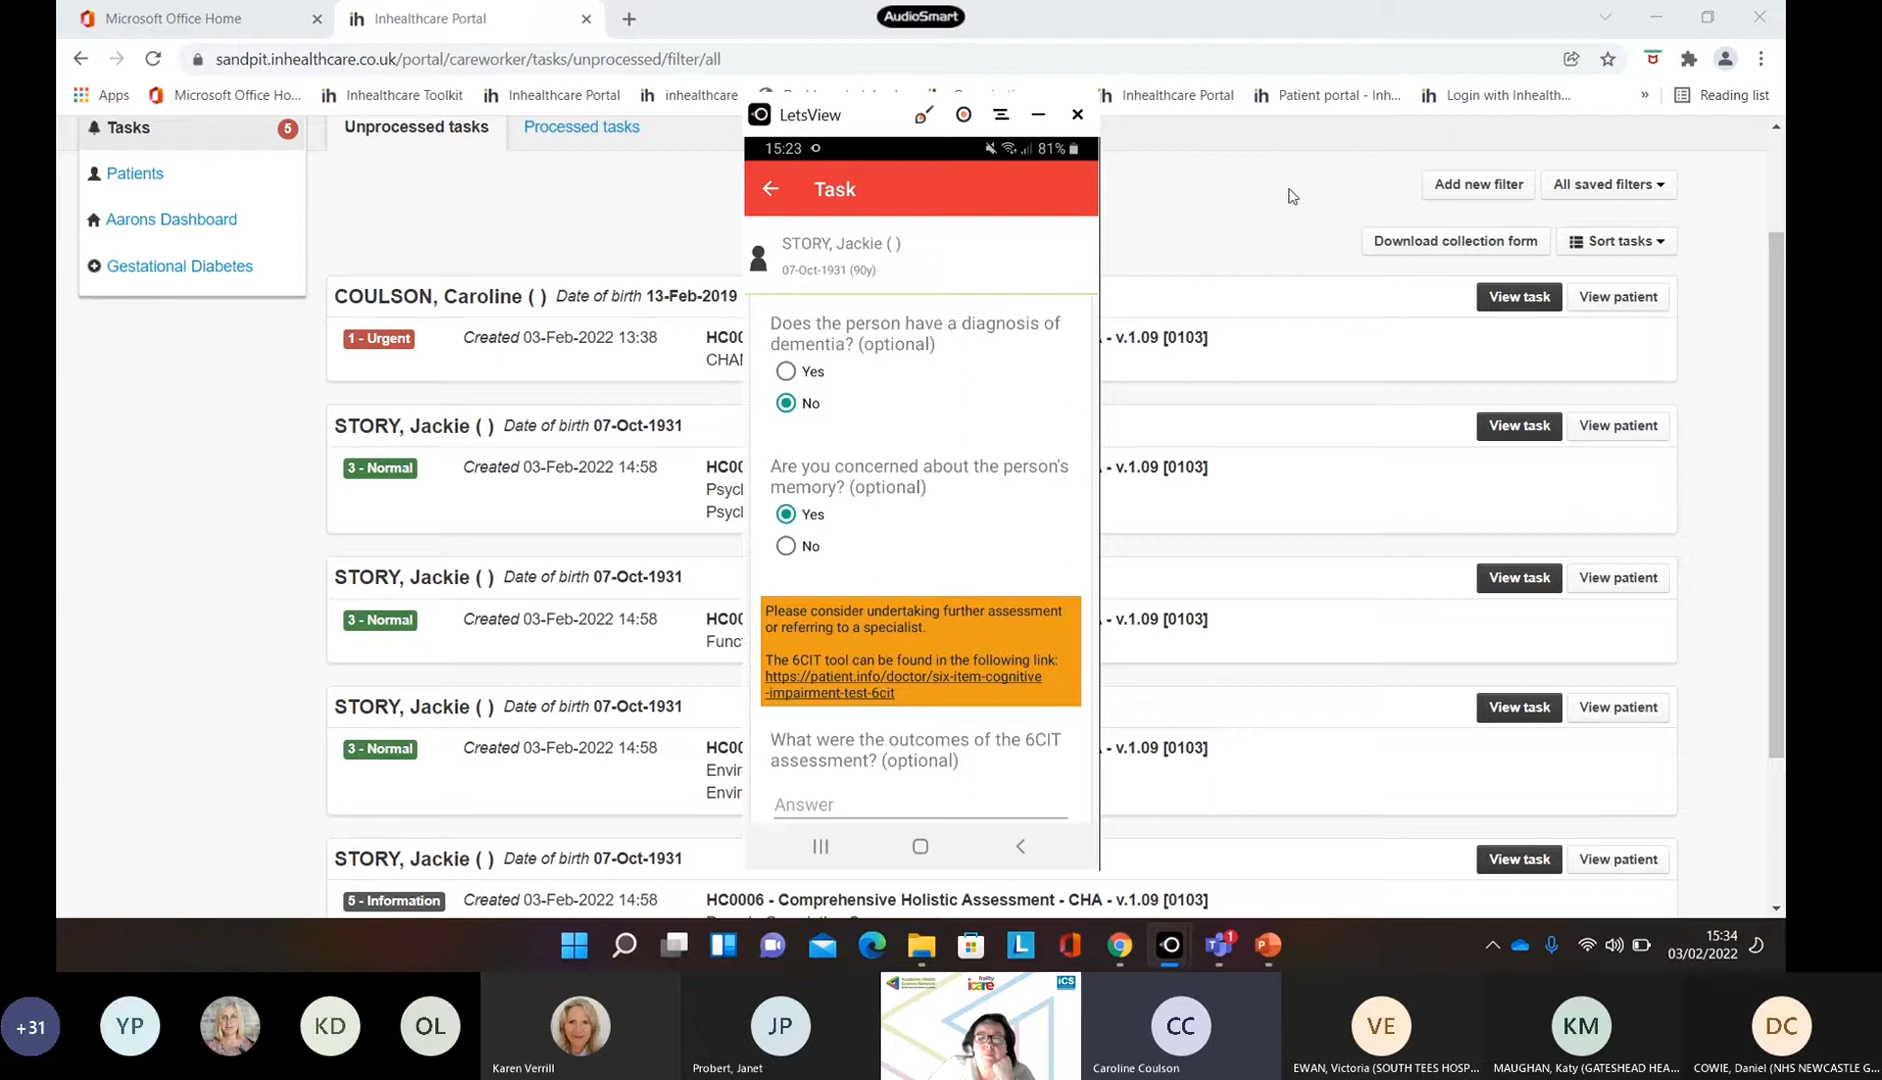 Microsoft Office Home
Inhealthcare Portal
AudioSmart
sandpit.inhealthcare.co.uk/portal/careworker/tasks/unprocessed/filter/all
Apps
Microsoft Office Ho...
Inhealthcare Toolkit
Inhealthcare Portal
inhealthcare
Inhealthcare Portal
Patient portal - Inh...
Login with Inhealth...
»
Reading list
Tasks 5
Patients
Aarons Dashboard
Gestational Diabetes
Unprocessed tasks
Processed tasks
Add new filter
All saved filters
Download collection form
Sort tasks
COULSON, Caroline ( ) Date of birth 13-Feb-2019
View task View patient
1 - Urgent Created 03-Feb-2022 13:38 HC00
- v.1.09 [0103]
CHA
STORY, Jackie ( ) Date of birth 07-Oct-1931
View task View patient
3 - Normal Created 03-Feb-2022 14:58 HC00
- v.1.09 [0103]
Psycl
Psyc
STORY, Jackie ( ) Date of birth 07-Oct-1931
View task View patient
3 - Normal Created 03-Feb-2022 14:58 HC00
- v.1.09 [0103]
Func
STORY, Jackie ( ) Date of birth 07-Oct-1931
View task View patient
3 - Normal Created 03-Feb-2022 14:58 HC00
A - v.1.09 [0103]
Envir
Envir
STORY, Jackie ( ) Date of birth 07-Oct-1931
View task View patient
5 - Information Created 03-Feb-2022 14:58 HC0006 - Comprehensive Holistic Assessment - CHA - v.1.09 [0103]
LetsView
15:23
81%
Task
STORY, Jackie ( )
07-Oct-1931 (90y)
Does the person have a diagnosis of
dementia? (optional)
Yes
No
Are you concerned about the person's
memory? (optional)
Yes
No
Please consider undertaking further assessment
or referring to a specialist.
The 6CIT tool can be found in the following link:
https://patient.info/doctor/six-item-cognitive
-impairment-test-6cit
What were the outcomes of the 6CIT
assessment? (optional)
Answer
L
1
15:34
03/02/2022
+31
YP
KD
OL
Karen Verrill
JP
Probert, Janet
frailty
icare
ICS
CC
Caroline Coulson
VE
EWAN, Victoria (SOUTH TEES HOSP...
KM
MAUGHAN, Katy (GATESHEAD HEA...
DC
COWIE, Daniel (NHS NEWCASTLE G...